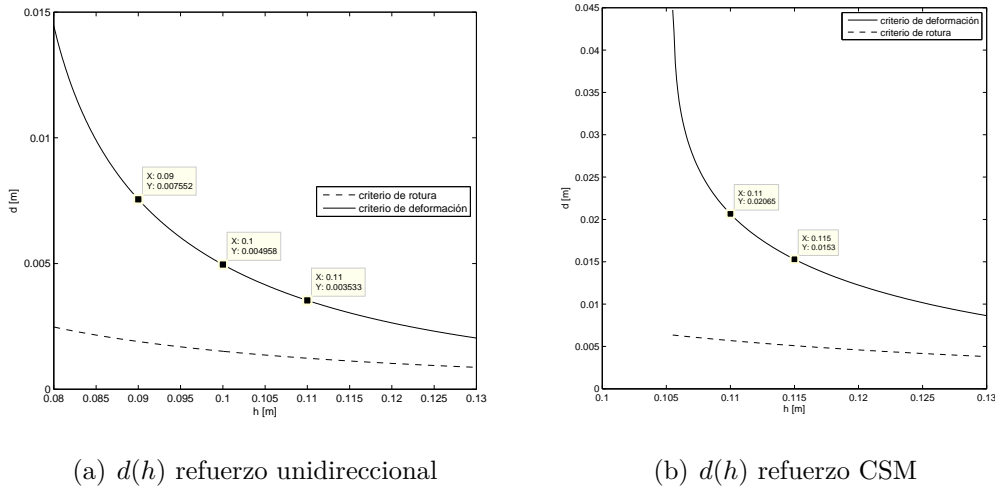 0.015
0.01
0.005
0
d [m]
X: 0.09
Y: 0.007552
X: 0.1
Y: 0.004958
X: 0.11
Y: 0.003533
criterio de rotura
criterio de deformación
0.08 0.085 0.09 0.095 0.1 0.105 0.11 0.115 0.12 0.125 0.13
h [m]
(a) d(h) refuerzo unidireccional
0.045
0.04
0.035
0.03
0.025
0.02
0.015
0.01
0.005
0
d [m]
criterio de deformación
criterio de rotura
X: 0.11
Y: 0.02065
X: 0.115
Y: 0.0153
0.1 0.105 0.11 0.115 0.12 0.125 0.13
h [m]
(b) d(h) refuerzo CSM